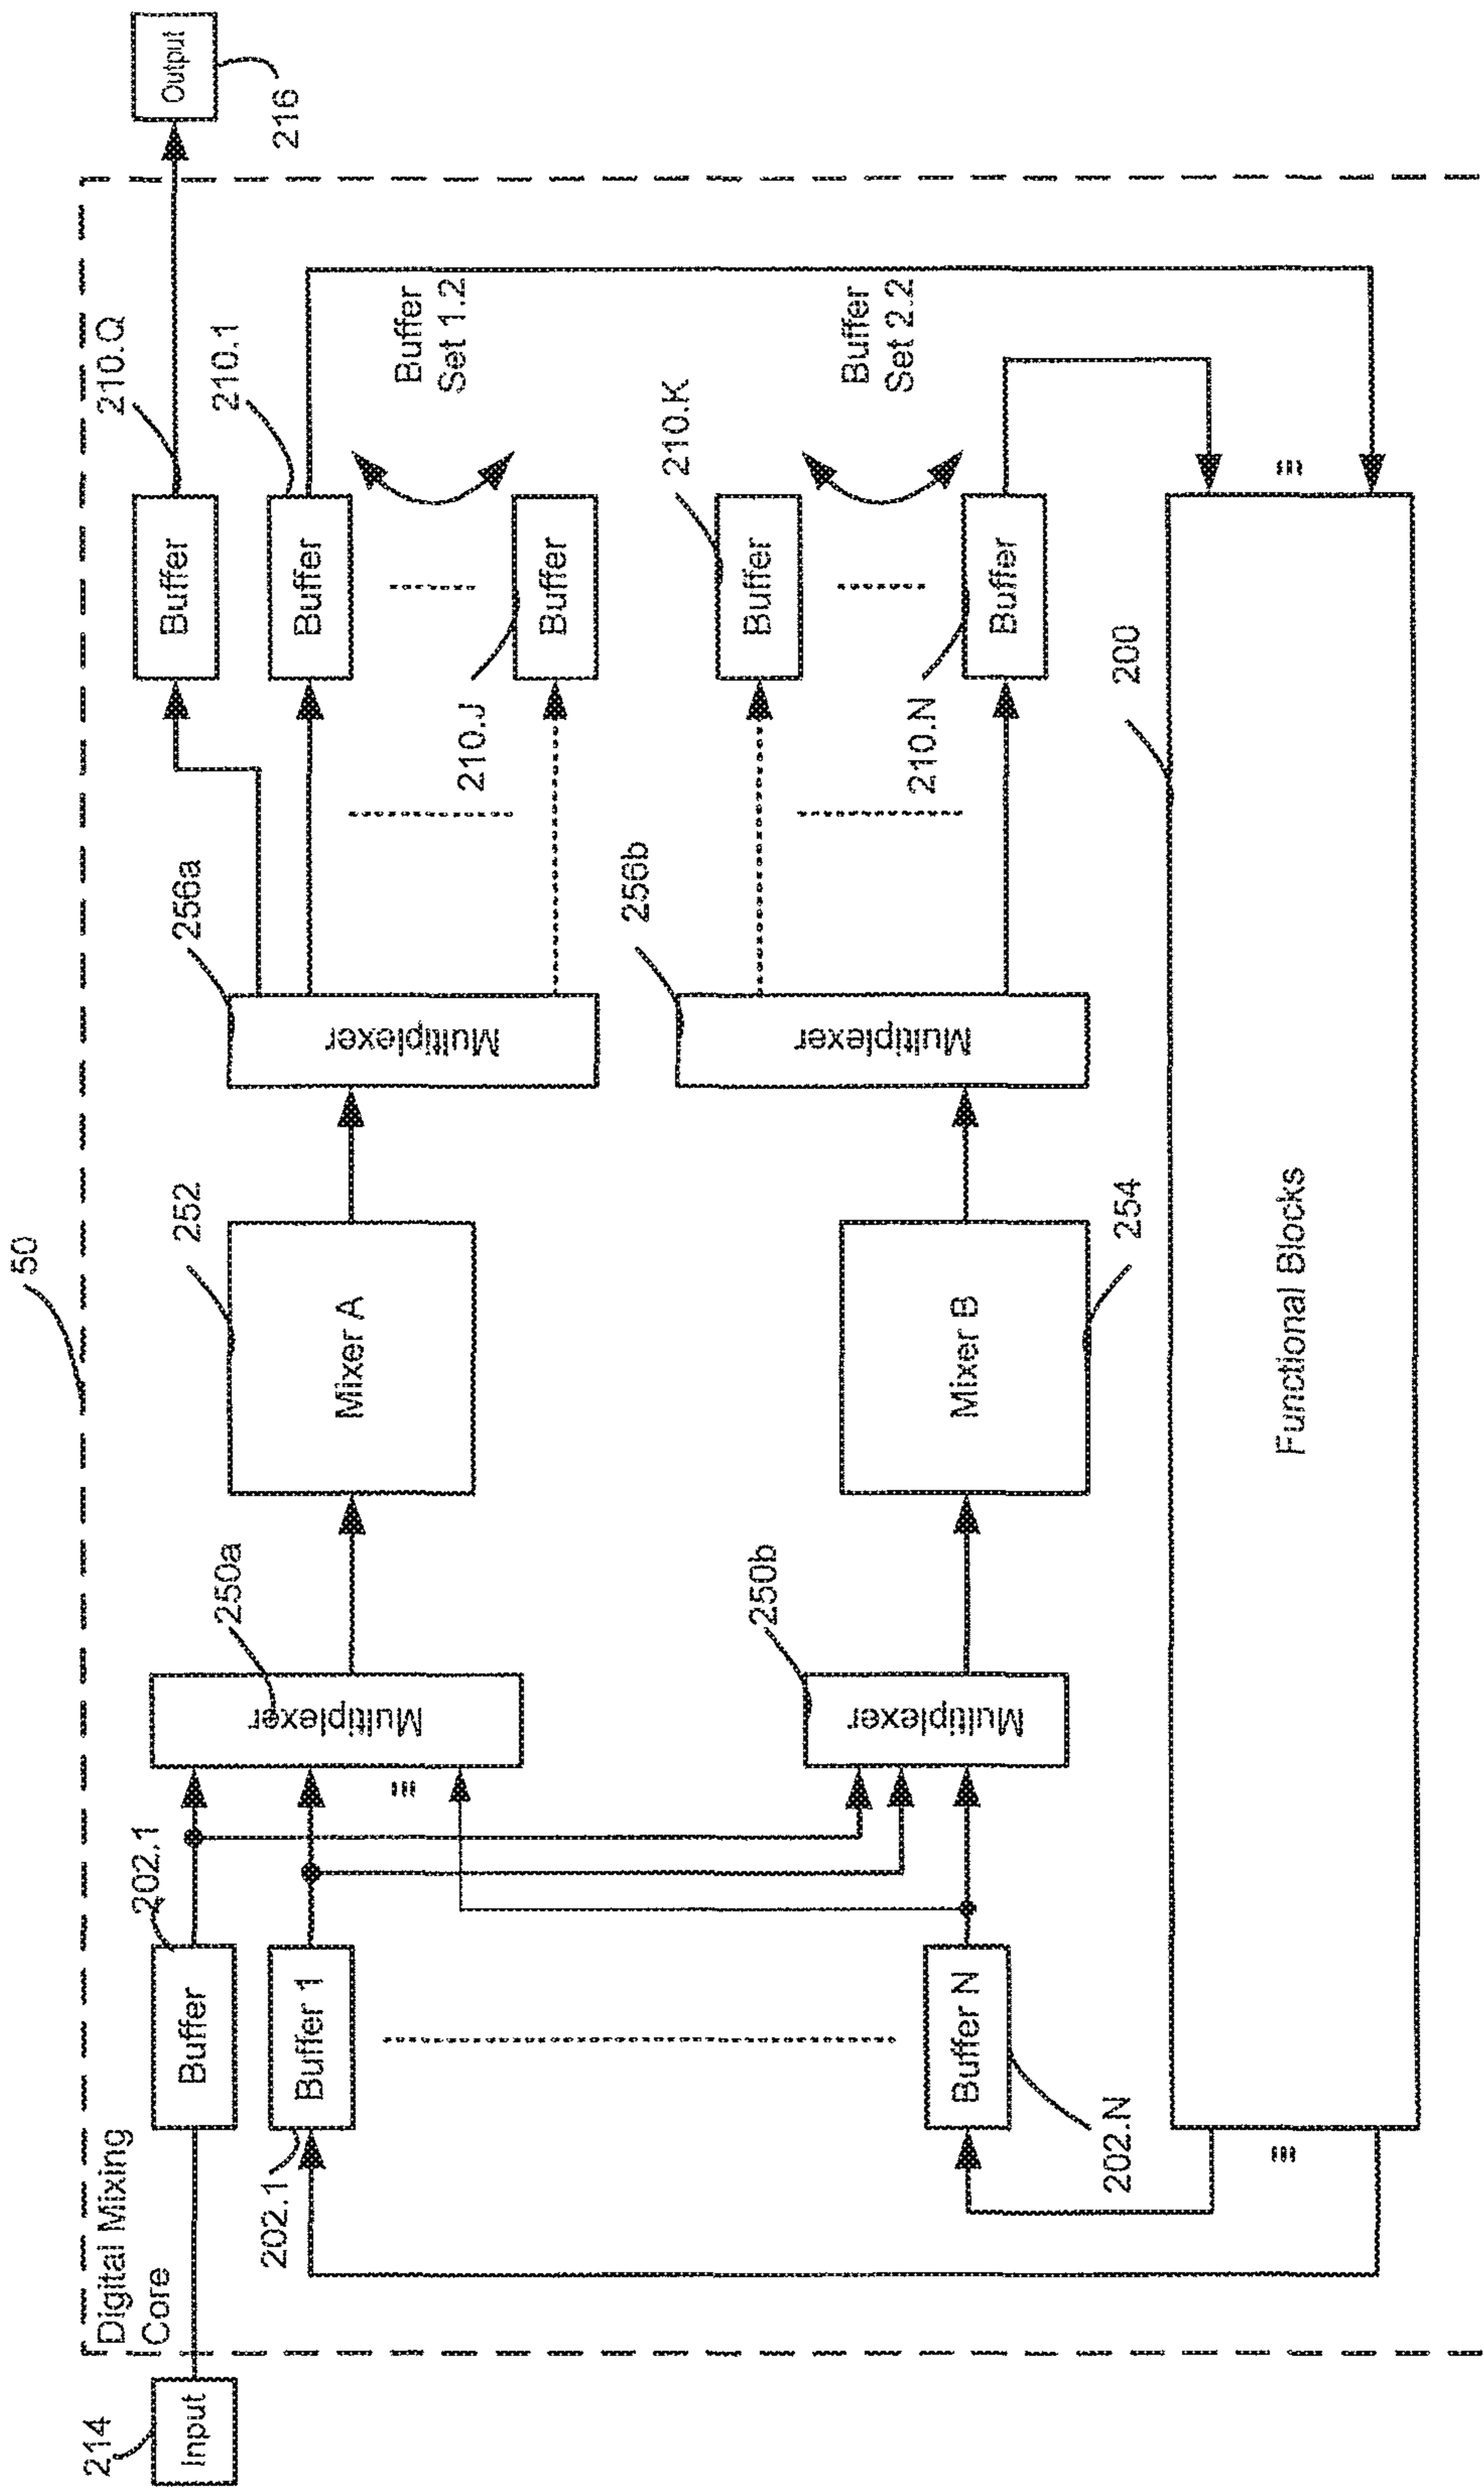 50
Digital Mixing
Core
214
Input
202.1
Buffer
202.1
Buffer 1
Buffer N
202.N
250a
Multiplexer
250b
Multiplexer
252
Mixer A
Mixer B
254
256a
Multiplexer
256b
Multiplexer
210.Q
Buffer
210.1
Buffer
Buffer
Set 1.2
210.J
Buffer
210.K
Buffer
Buffer
Set 2.2
210.N
Buffer
200
Functional Blocks
Output
216